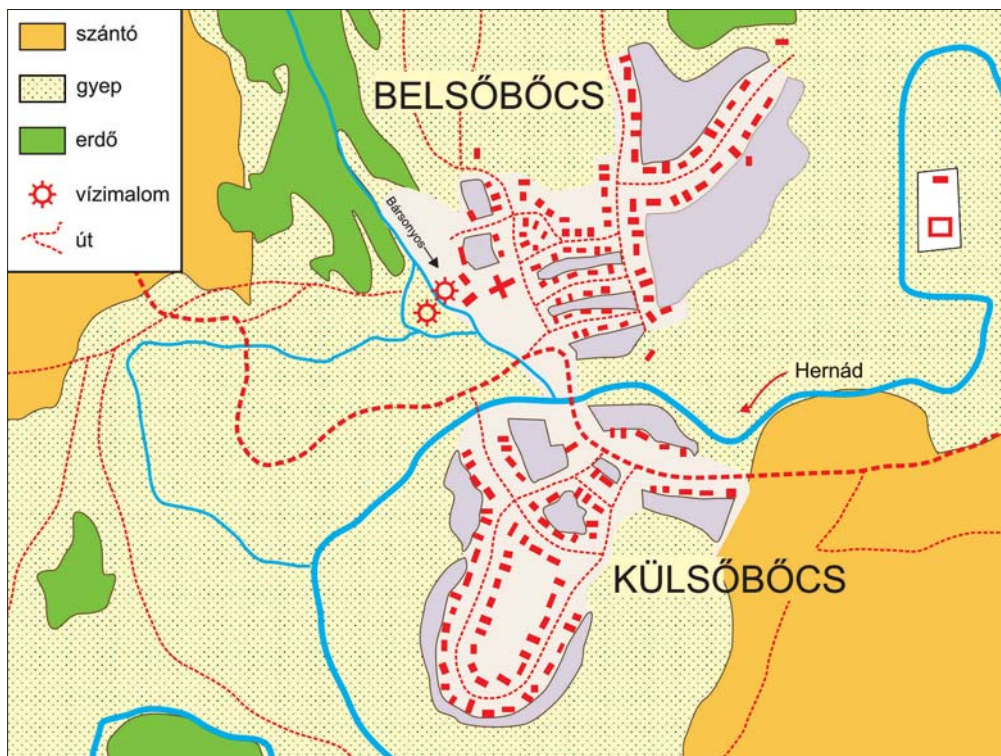 szántó
gyep
erdő
vízimalom
út
BELSŐBŐCS
Bársonyos
Hernád
KÜLSŐBŐCS